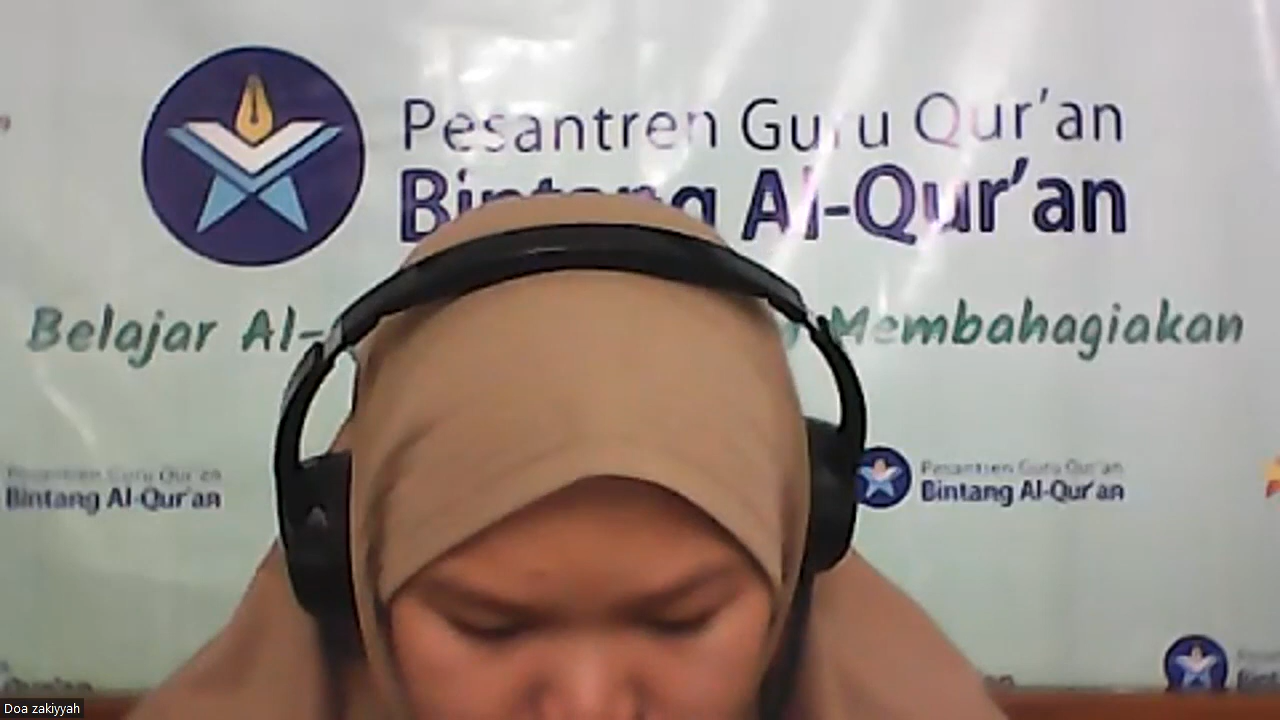 Pesantren Guru Qur'an
Bintang Al-Qur'an
Belajar Al- Membahagiakan
Pesantren Guru Qur'an
Bintang Al-Qur'an
Pesantren Guru Qur'an
Bintang Al-Qur'an
Doa zakiyyah